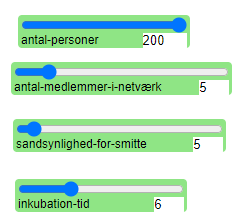 antal-personer 200
antal-medlemmer-i-netværk 5
sandsynlighed-for-smitte 5
inkubation-tid 6